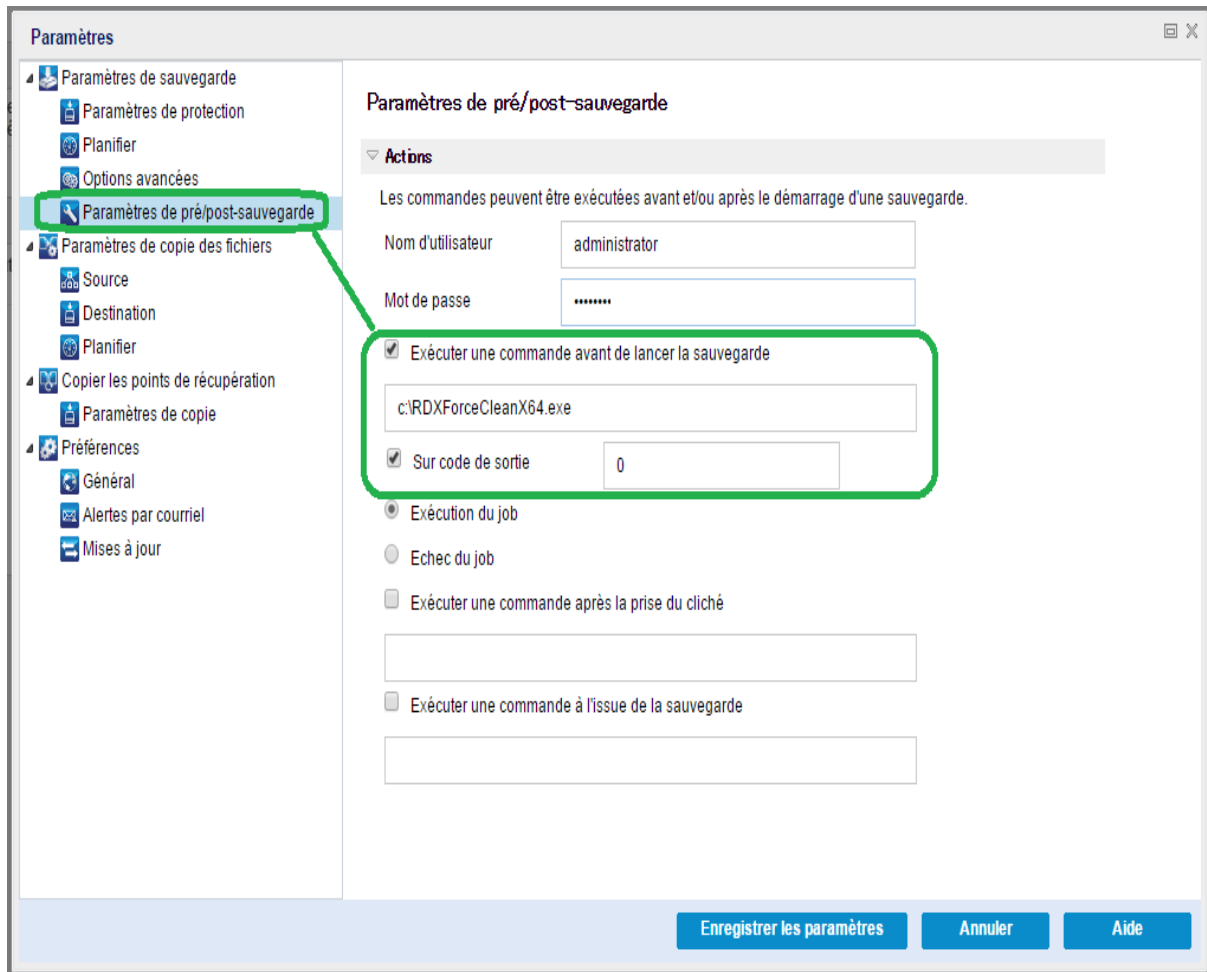 Paramètres
Paramètres de sauvegarde
Paramètres de protection
Planifier
Options avancées
Paramètres de pré/post-sauvegarde
Paramètres de copie des fichiers
Source
Destination
Planifier
Copier les points de récupération
Paramètres de copie
Préférences
Général
Alertes par courriel
Mises à jour
Paramètres de pré/post-sauvegarde
Actions
Les commandes peuvent être exécutées avant et/ou après le démarrage d'une sauvegarde.
Nom d'utilisateur
administrator
Mot de passe
••••••••
Exécuter une commande avant de lancer la sauvegarde
c:\RDXForceCleanX64.exe
Sur code de sortie
0
Exécution du job
Echec du job
Exécuter une commande après la prise du cliché
Exécuter une commande à l'issue de la sauvegarde
Enregistrer les paramètres
Annuler
Aide